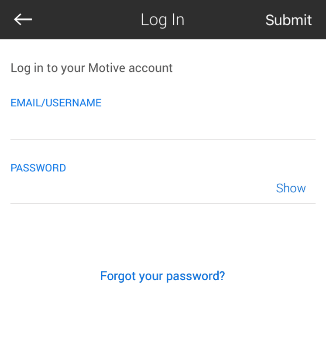 Log In Submit
Log in to your Motive account
EMAIL/USERNAME
PASSWORD
Show
Forgot your password?